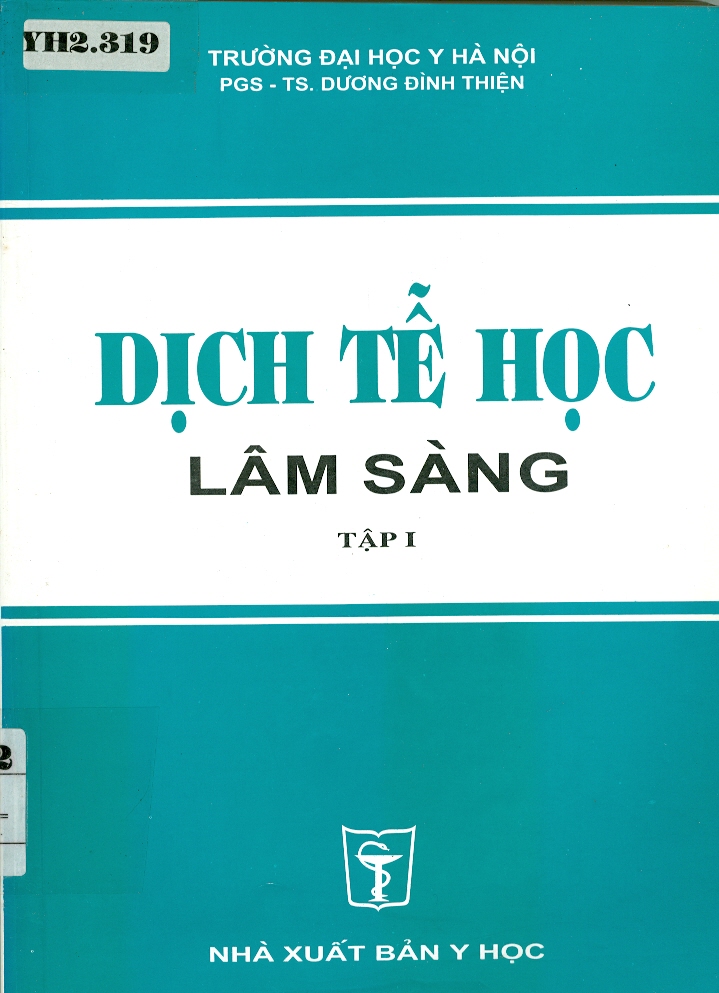 YH2.319
TRƯỜNG ĐẠI HỌC Y HÀ NỘI
PGS - TS. DƯƠNG ĐÌNH THIỆN
DỊCH TỄ HỌC
LÂM SÀNG
TẬP I
2
NHÀ XUẤT BẢN Y HỌC